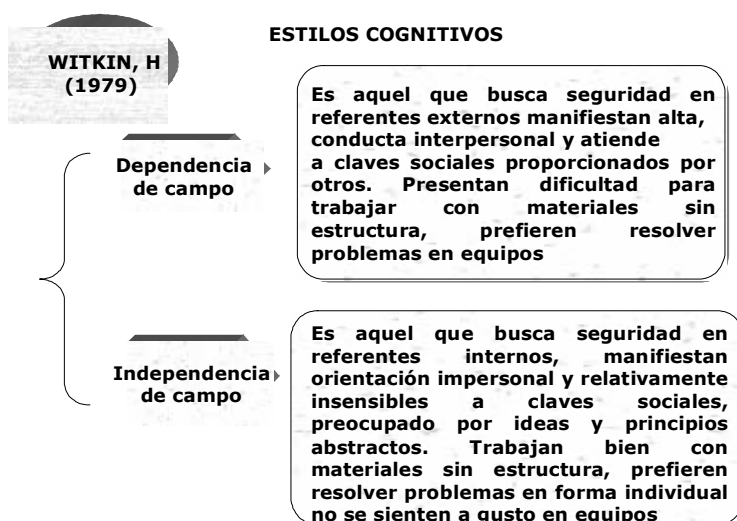 ESTILOS COGNITIVOS
WITKIN, H
(1979)
Dependencia
de campo
Es aquel que busca seguridad en
referentes externos manifiestan alta,
conducta interpersonal y atiende
a claves sociales proporcionados por
otros. Presentan dificultad para
trabajar con materiales sin
estructura, prefieren resolver
problemas en equipos
Independencia
de campo
Es aquel que busca seguridad en
referentes internos, manifiestan
orientación impersonal y relativamente
insensibles a claves sociales,
preocupado por ideas y principios
abstractos. Trabajan bien con
materiales sin estructura, prefieren
resolver problemas en forma individual
no se sienten a gusto en equipos